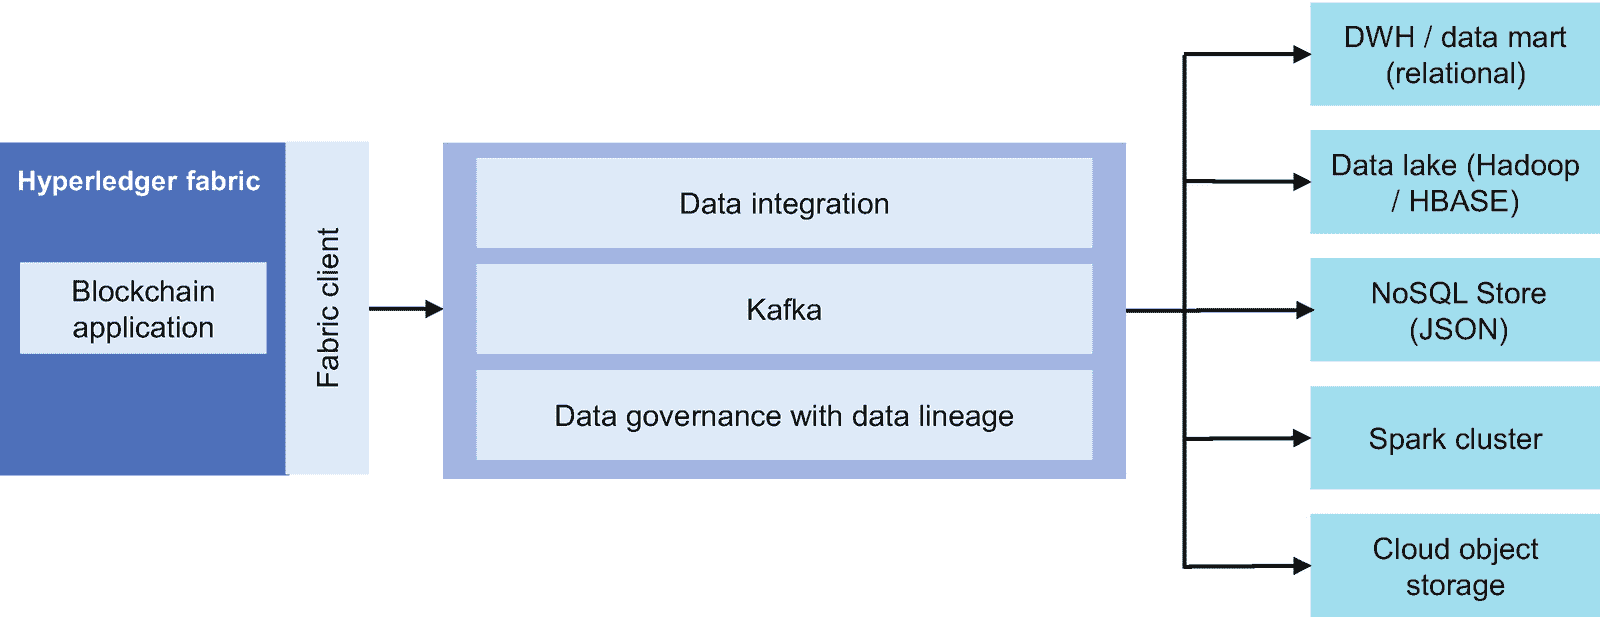 Hyperledger fabric
Blockchain
application
Fabric client
Data integration
Kafka
Data governance with data lineage
DWH / data mart
(relational)
Data lake (Hadoop
/ HBASE)
NoSQL Store
(JSON)
Spark cluster
Cloud object
storage